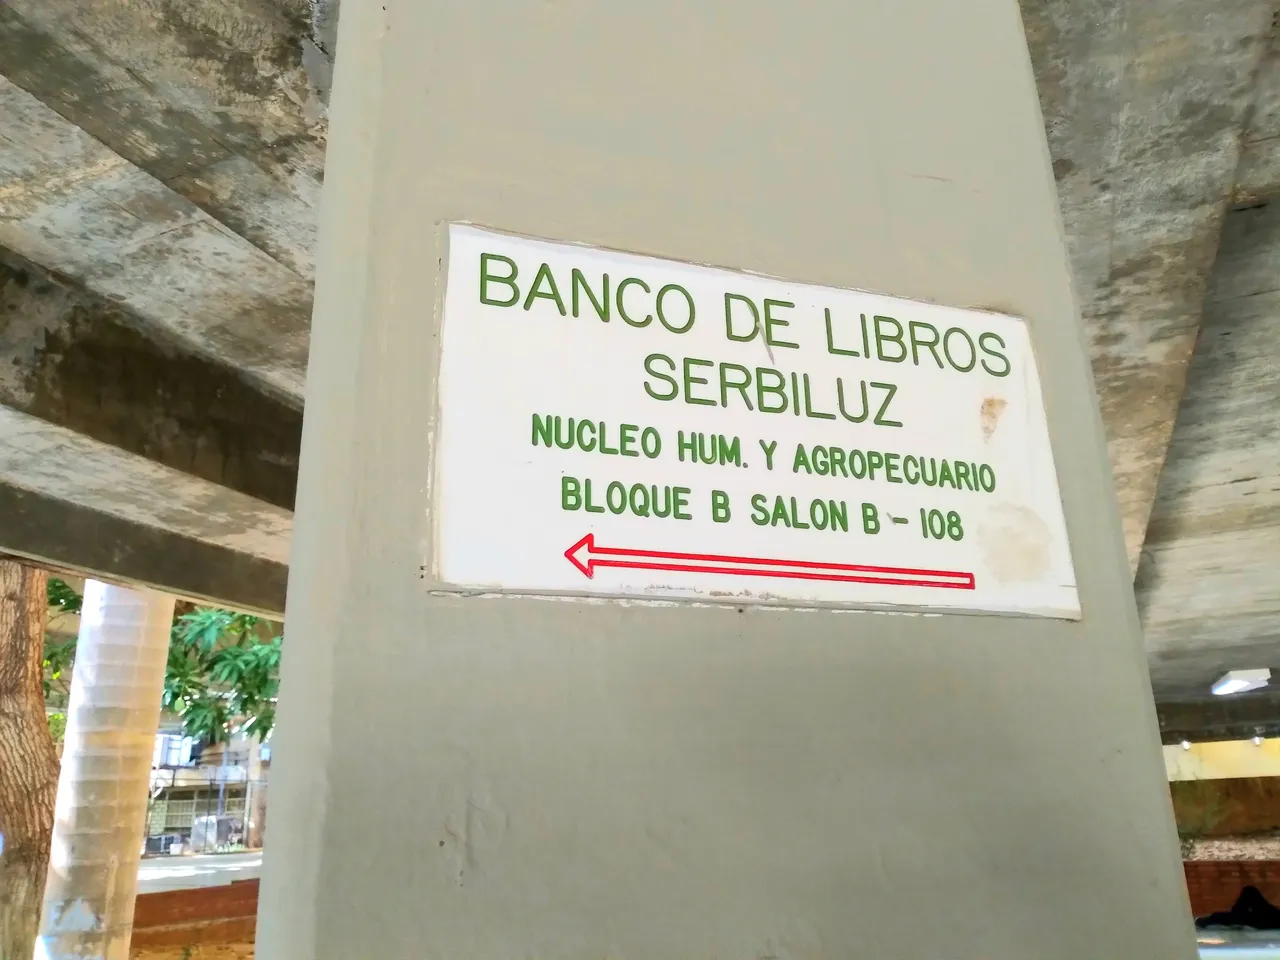 BANCO DE LIBROS
SERBILUZ
NUCLEO HUM. Y AGROPECUARIO
BLOQUE B SALON B - 108